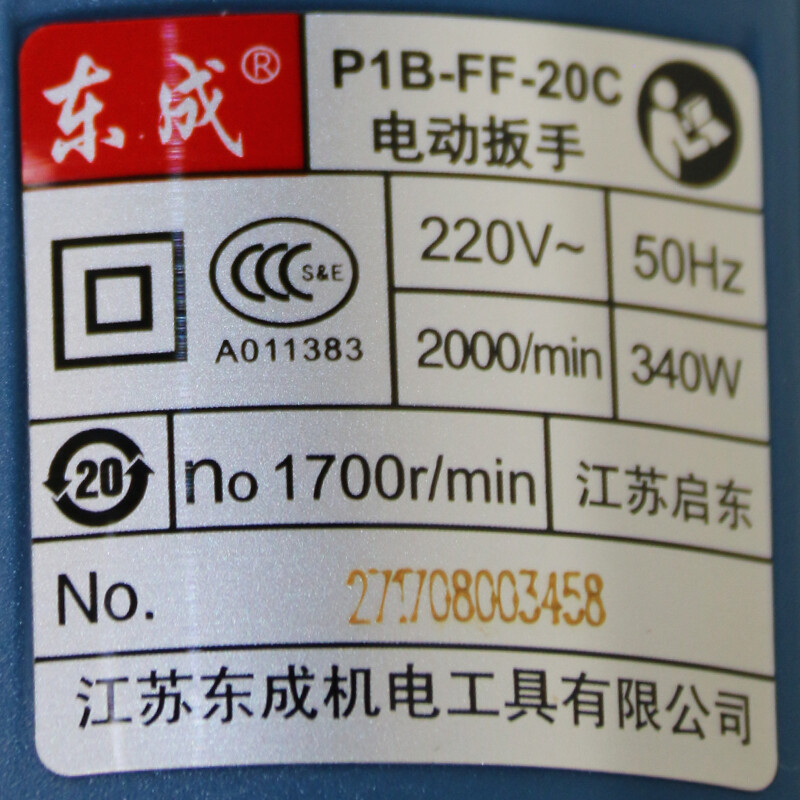 东成®
P1B-FF-20C
电动扳手
CCC S&E
A011383
220V~
50Hz
2000/min
340W
20
no 1700r/min
江苏启东
No. 271708003458
江苏东成机电工具有限公司